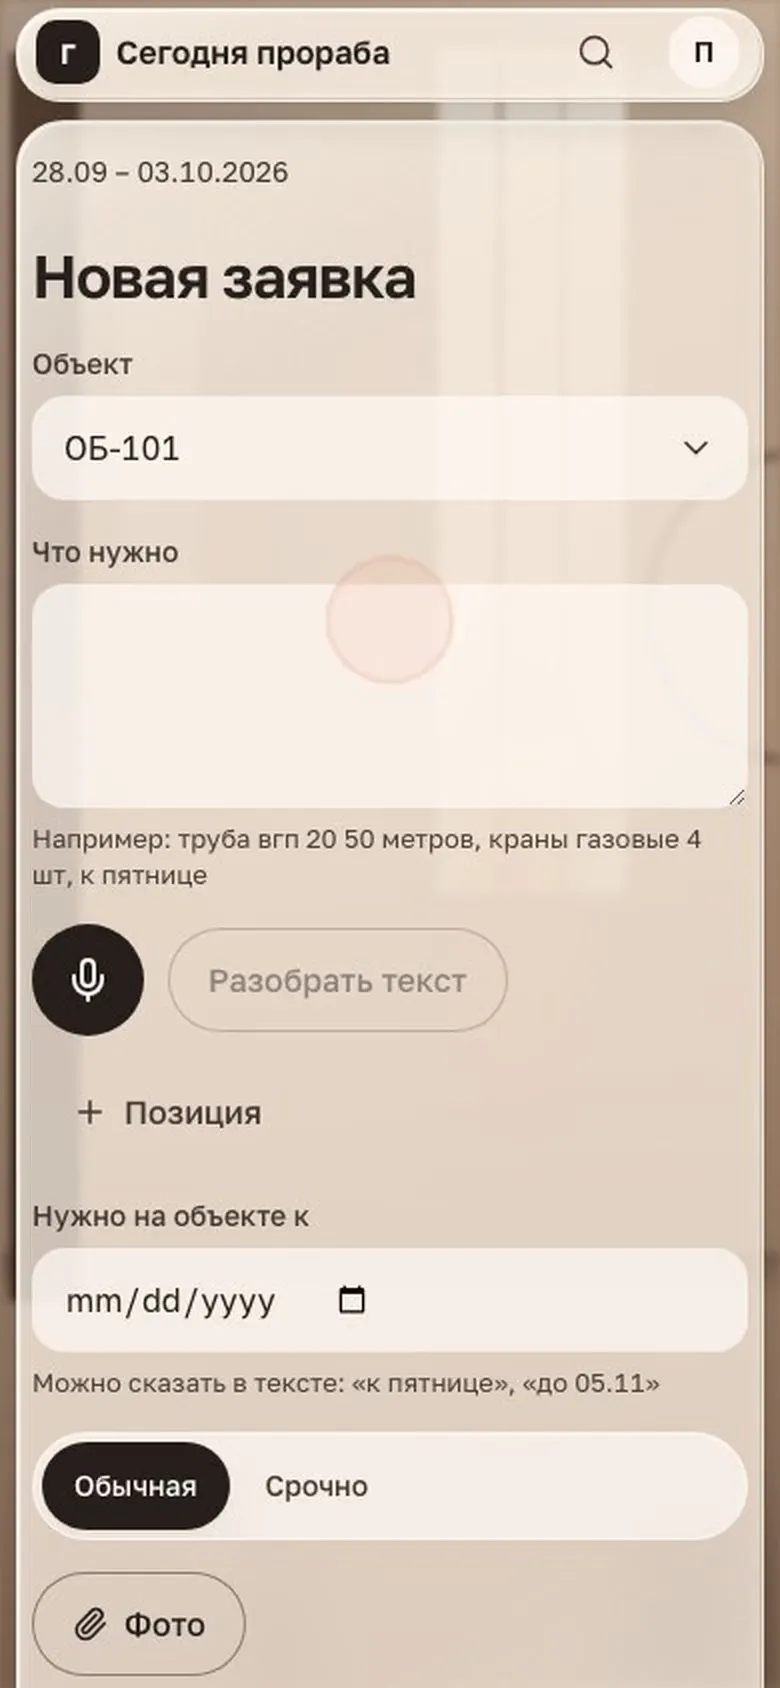 Г Сегодня прораба П
28.09 – 03.10.2026
Новая заявка
Объект
ОБ-101
Что нужно
Например: труба вгп 20 50 метров, краны газовые 4
шт, к пятнице
Разобрать текст
+ Позиция
Нужно на объекте к
mm/dd/yyyy
Можно сказать в тексте: «к пятнице», «до 05.11»
Обычная Срочно
Фото